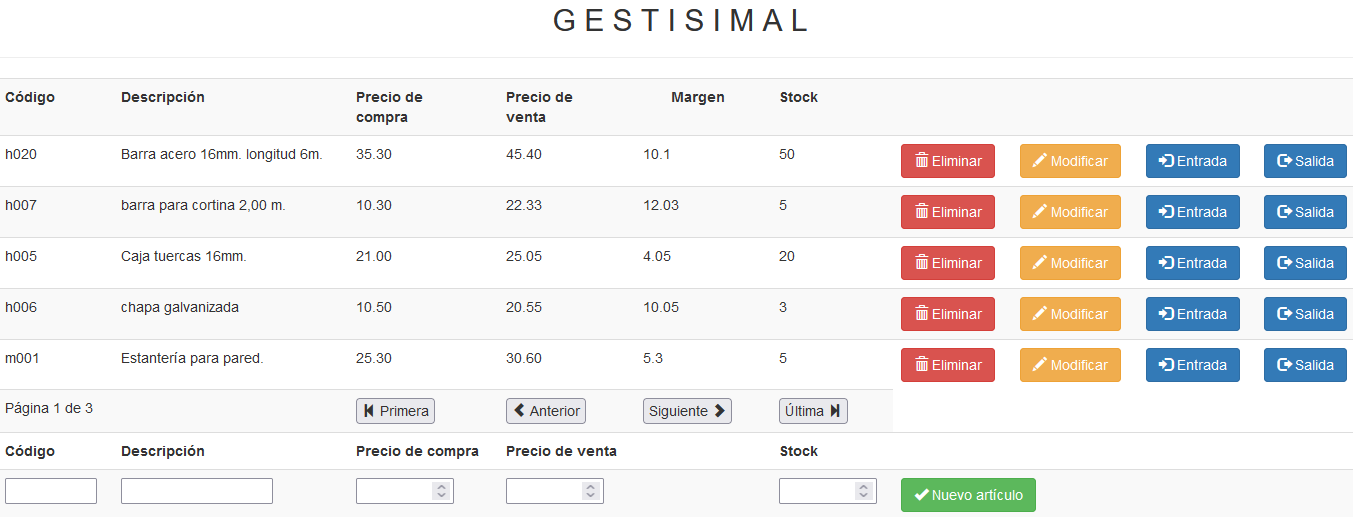 G E S T I S I M A L
Código Descripción Precio de compra Precio de venta Margen Stock
h020 Barra acero 16mm. longitud 6m. 35.30 45.40 10.1 50 Eliminar Modificar Entrada Salida
h007 barra para cortina 2,00 m. 10.30 22.33 12.03 5 Eliminar Modificar Entrada Salida
h005 Caja tuercas 16mm. 21.00 25.05 4.05 20 Eliminar Modificar Entrada Salida
h006 chapa galvanizada 10.50 20.55 10.05 3 Eliminar Modificar Entrada Salida
m001 Estantería para pared. 25.30 30.60 5.3 5 Eliminar Modificar Entrada Salida
Página 1 de 3 Primera Anterior Siguiente Última
Código Descripción Precio de compra Precio de venta Stock
Nuevo artículo